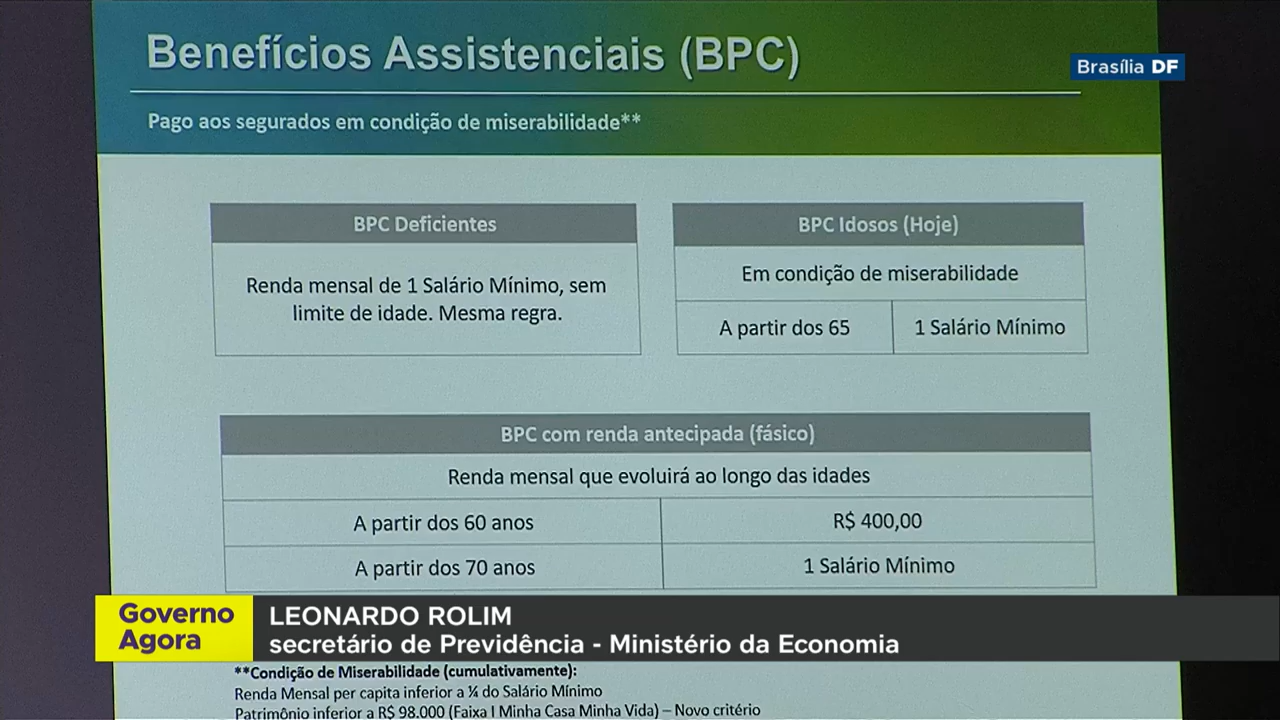 Benefícios Assistenciais (BPC)
Brasília DF
Pago aos segurados em condição de miserabilidade**
BPC Deficientes
Renda mensal de 1 Salário Mínimo, sem
limite de idade. Mesma regra.
BPC Idosos (Hoje)
Em condição de miserabilidade
A partir dos 65
1 Salário Mínimo
BPC com renda antecipada (fásico)
Renda mensal que evoluirá ao longo das idades
A partir dos 60 anos
R$ 400,00
A partir dos 70 anos
1 Salário Mínimo
Governo
Agora
LEONARDO ROLIM
secretário de Previdência - Ministério da Economia
**Condição de Miserabilidade (cumulativamente):
Renda Mensal per capita inferior a ¼ do Salário Mínimo
Patrimônio inferior a R$ 98.000 (Faixa I Minha Casa Minha Vida) – Novo critério